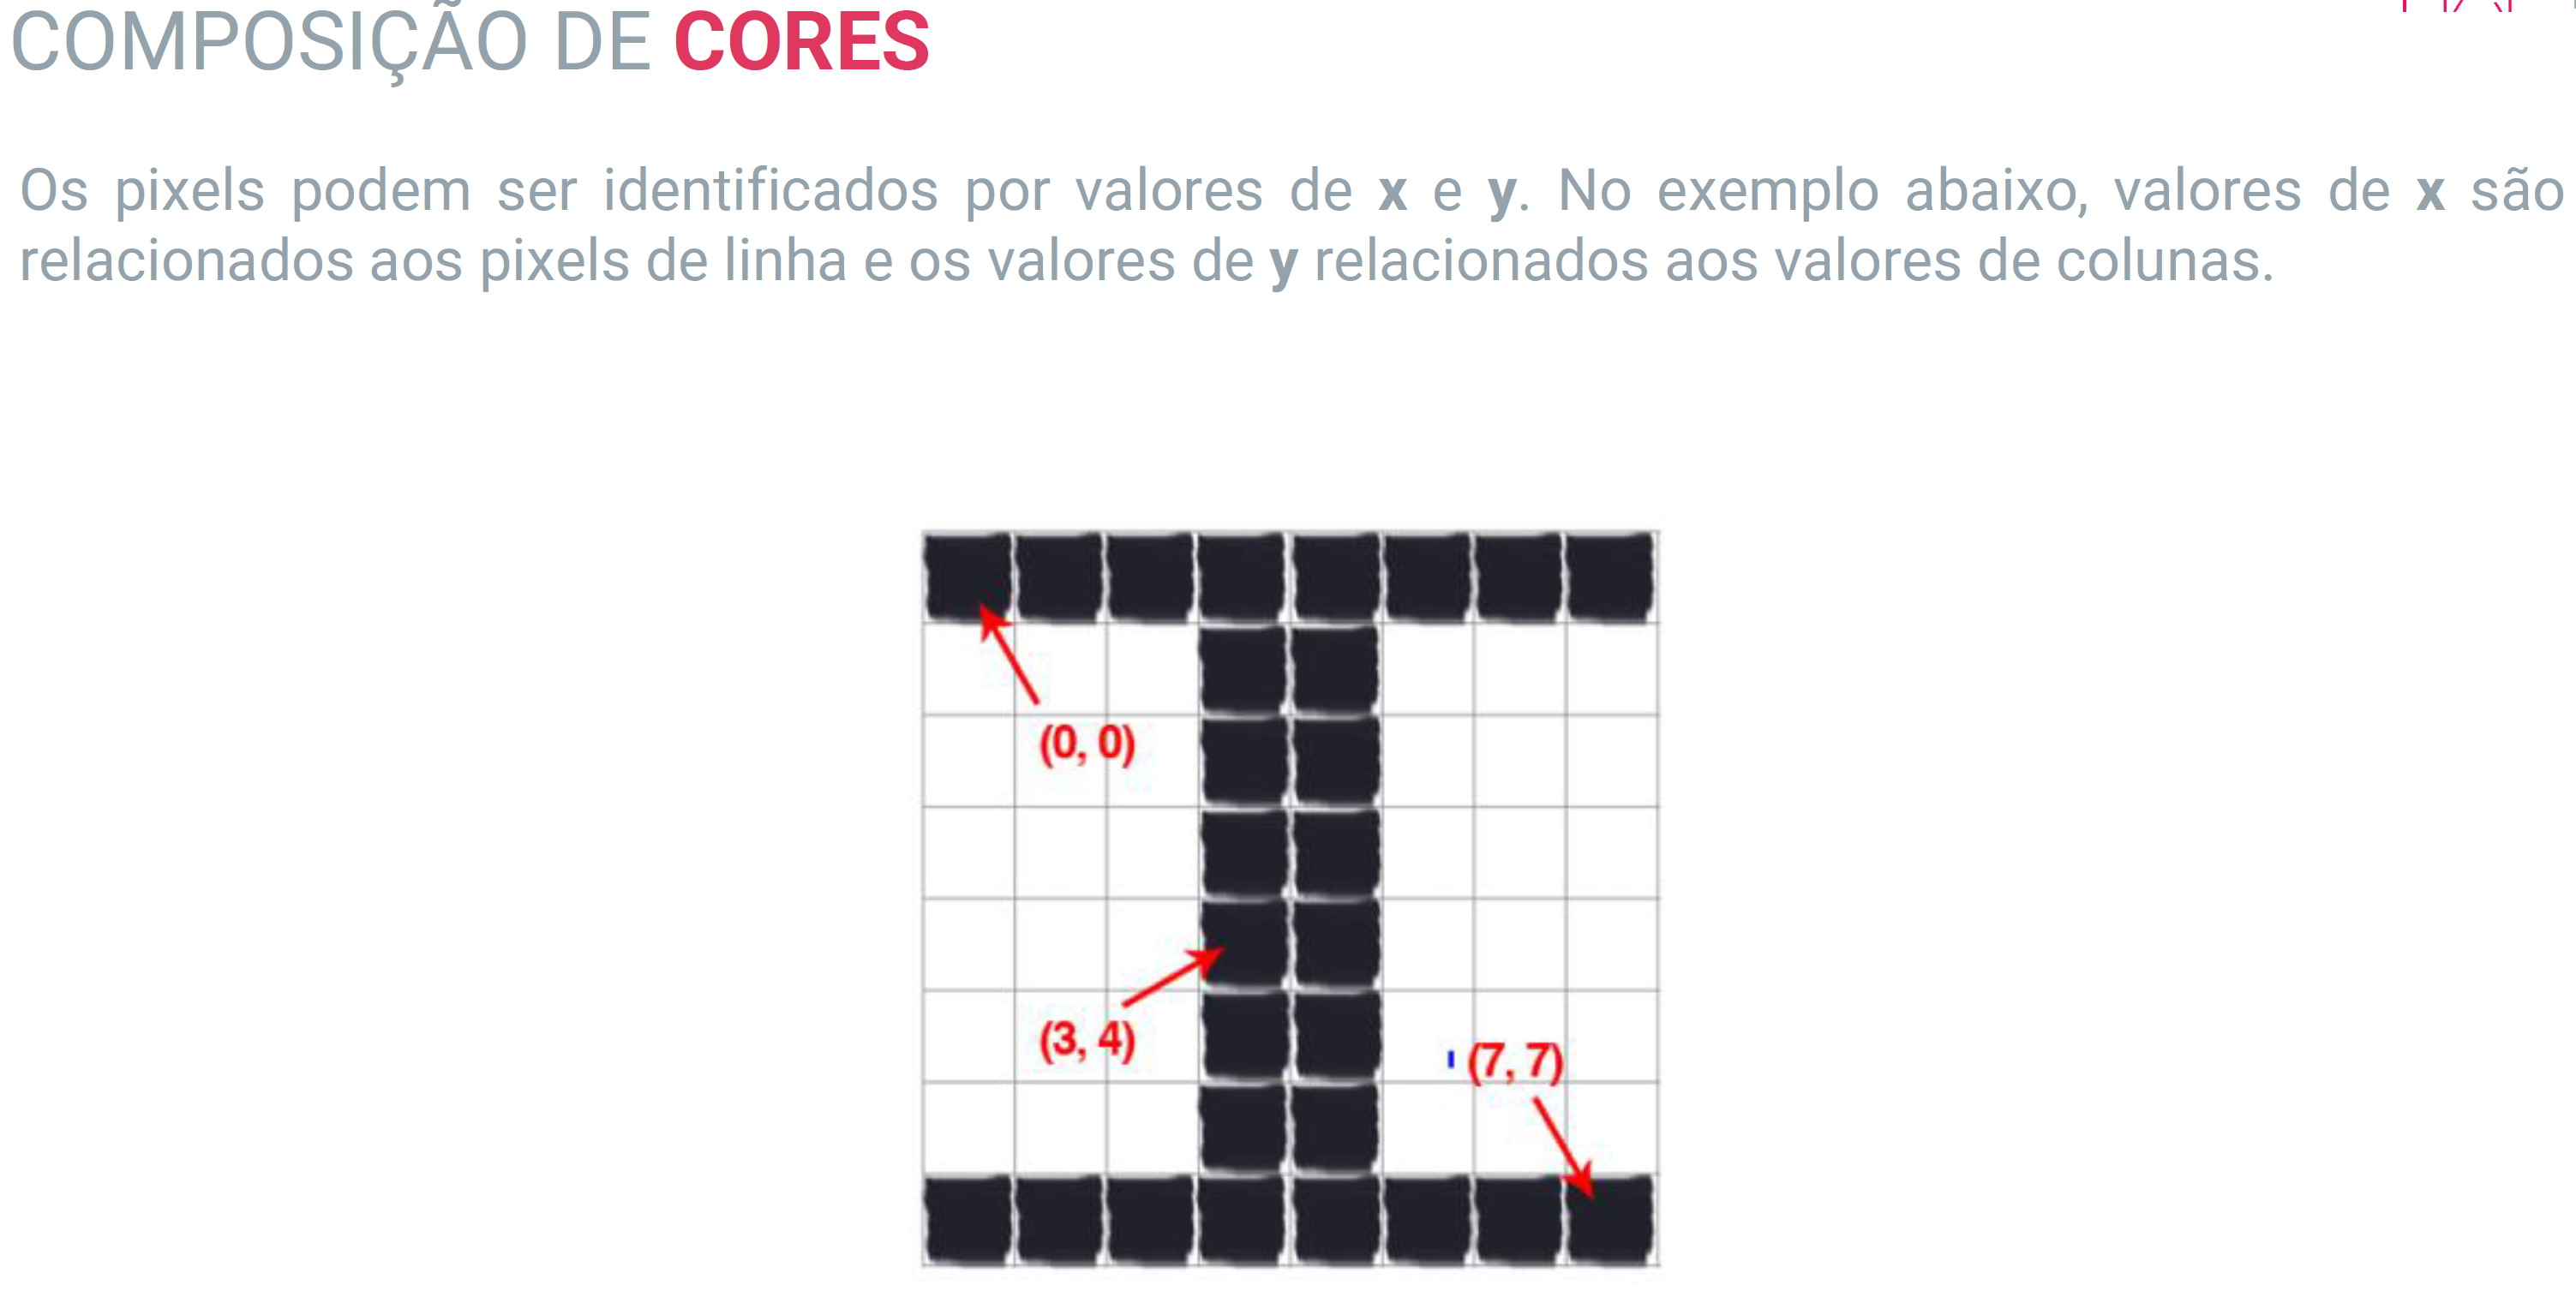 COMPOSIÇÃO DE CORES
Os pixels podem ser identificados por valores de x e y. No exemplo abaixo, valores de x são
relacionados aos pixels de linha e os valores de y relacionados aos valores de colunas.
(0, 0)
(3, 4)
(7, 7)